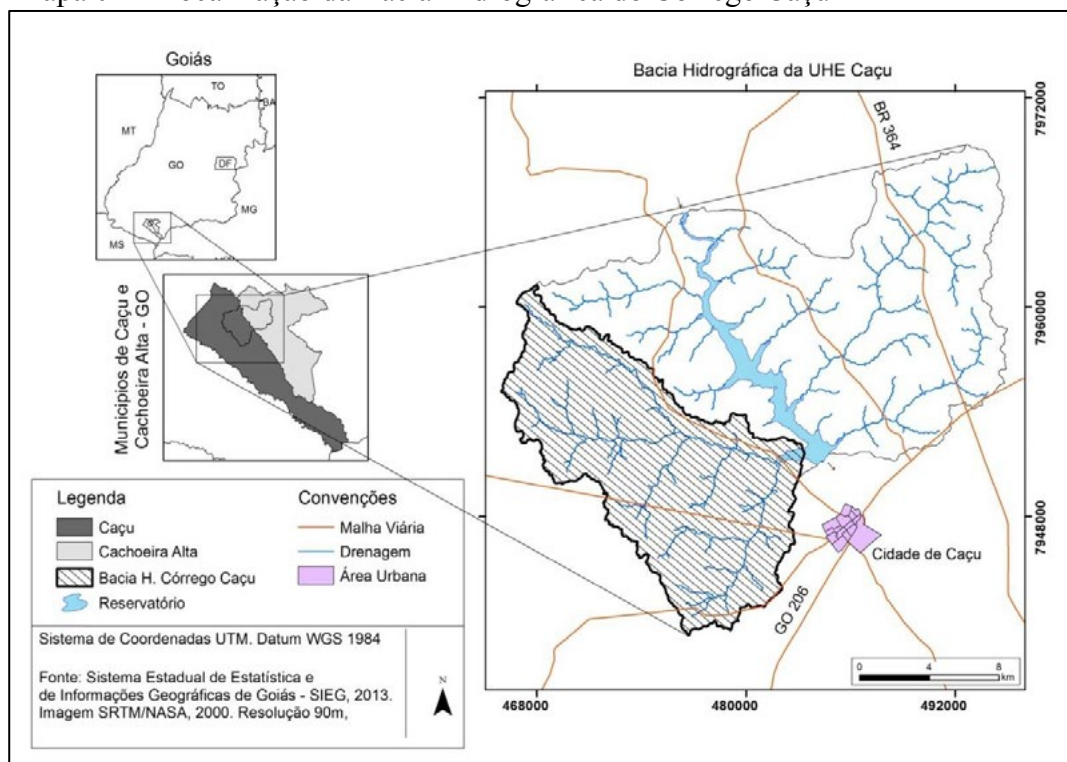 Goiás
TO
BA
MT
GO
DF
MG
MS
Municípios de Caçu e
Cachoeira Alta - GO
Bacia Hidrográfica da UHE Caçu
BR 364
GO 206
Cidade de Caçu
7972000
7960000
7948000
468000
480000
492000
0 4 8
km
Legenda
Caçu
Cachoeira Alta
Bacia H. Córrego Caçu
Reservatório
Convenções
Malha Viária
Drenagem
Área Urbana
Sistema de Coordenadas UTM. Datum WGS 1984
Fonte: Sistema Estadual de Estatística e
de Informações Geográficas de Goiás - SIEG, 2013.
Imagem SRTM/NASA, 2000. Resolução 90m,
N